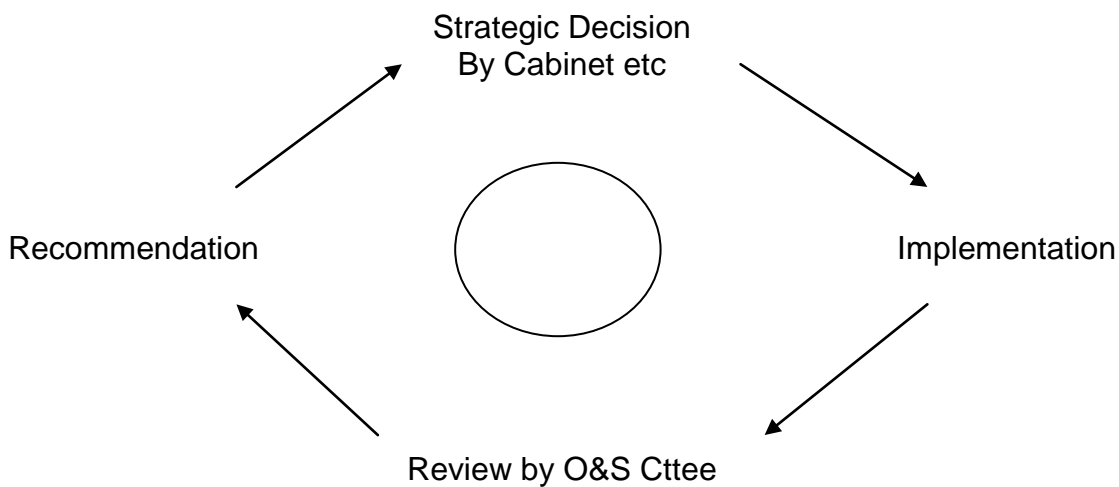 Strategic Decision
By Cabinet etc
Recommendation
Implementation
Review by O&S Cttee